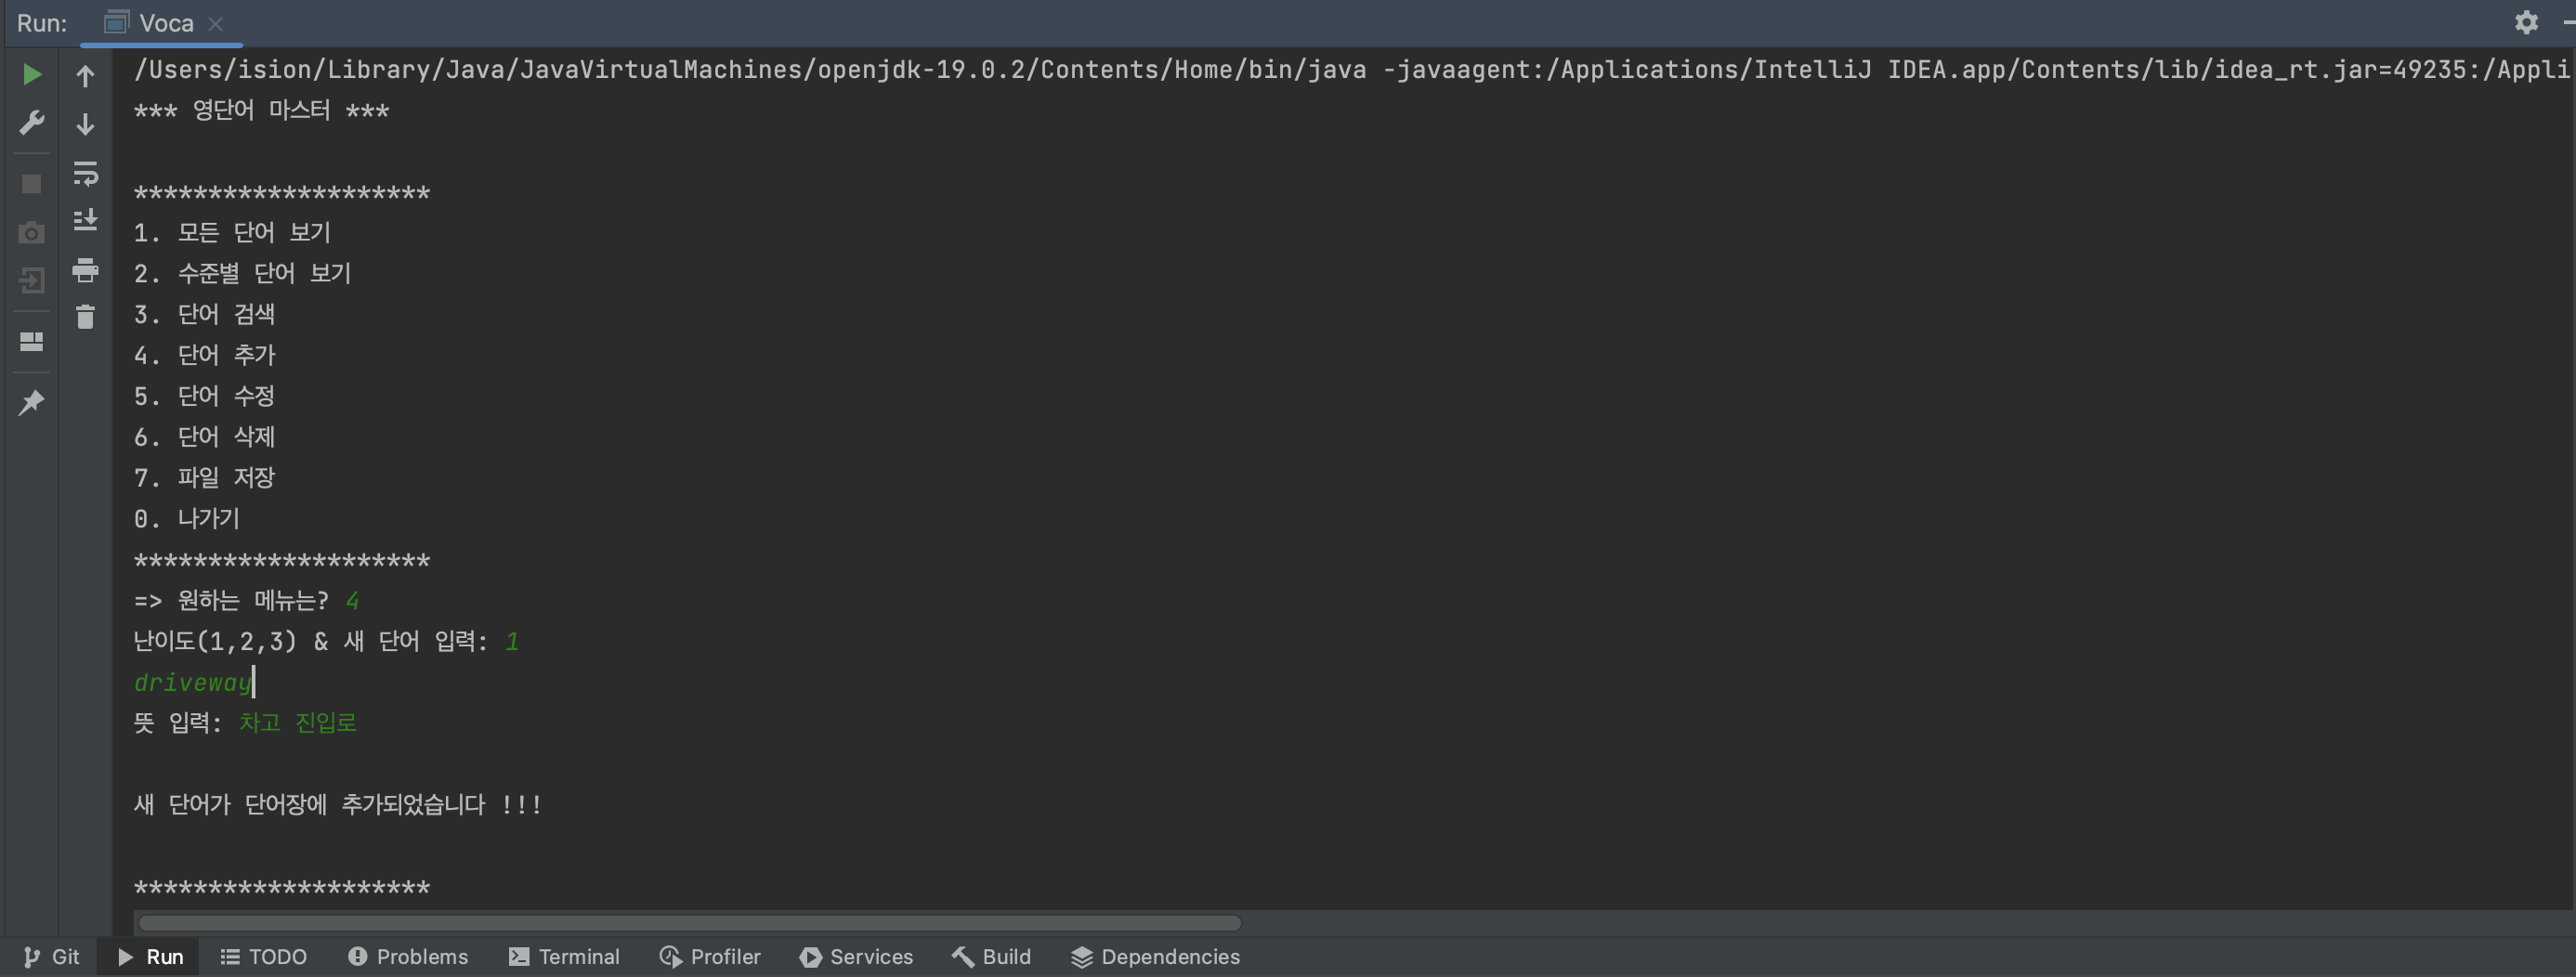 Run: Voca
/Users/ision/Library/Java/JavaVirtualMachines/openjdk-19.0.2/Contents/Home/bin/java -javaagent:/Applications/IntelliJ IDEA.app/Contents/lib/idea_rt.jar=49235:/Appli
*** 영단어 마스터 ***
********************
1. 모든 단어 보기
2. 수준별 단어 보기
3. 단어 검색
4. 단어 추가
5. 단어 수정
6. 단어 삭제
7. 파일 저장
0. 나가기
********************
=> 원하는 메뉴는? 4
난이도(1,2,3) & 새 단어 입력: 1
driveway
뜻 입력: 차고 진입로
새 단어가 단어장에 추가되었습니다 !!!
********************
Git Run TODO Problems Terminal Profiler Services Build Dependencies